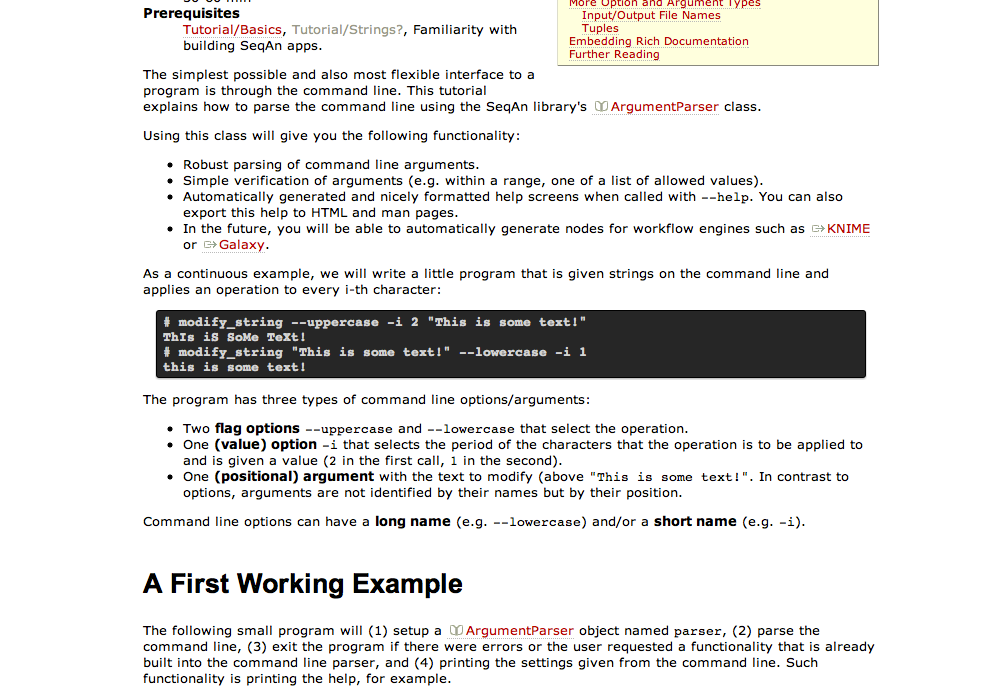 30-60 min
Prerequisites
Tutorial/Basics, Tutorial/Strings?, Familiarity with
building SeqAn apps.
More Option and Argument Types
Input/Output File Names
Tuples
Embedding Rich Documentation
Further Reading
The simplest possible and also most flexible interface to a
program is through the command line. This tutorial
explains how to parse the command line using the SeqAn library's ArgumentParser class.
Using this class will give you the following functionality:
• Robust parsing of command line arguments.
• Simple verification of arguments (e.g. within a range, one of a list of allowed values).
• Automatically generated and nicely formatted help screens when called with --help. You can also
export this help to HTML and man pages.
• In the future, you will be able to automatically generate nodes for workflow engines such as KNIME
or Galaxy.
As a continuous example, we will write a little program that is given strings on the command line and
applies an operation to every i-th character:
# modify_string --uppercase -i 2 "This is some text!"
ThIs iS SoMe TeXt!
# modify_string "This is some text!" --lowercase -i 1
this is some text!
The program has three types of command line options/arguments:
• Two flag options --uppercase and --lowercase that select the operation.
• One (value) option -i that selects the period of the characters that the operation is to be applied to
and is given a value (2 in the first call, 1 in the second).
• One (positional) argument with the text to modify (above "This is some text!". In contrast to
options, arguments are not identified by their names but by their position.
Command line options can have a long name (e.g. --lowercase) and/or a short name (e.g. -i).
A First Working Example
The following small program will (1) setup a ArgumentParser object named parser, (2) parse the
command line, (3) exit the program if there were errors or the user requested a functionality that is already
built into the command line parser, and (4) printing the settings given from the command line. Such
functionality is printing the help, for example.